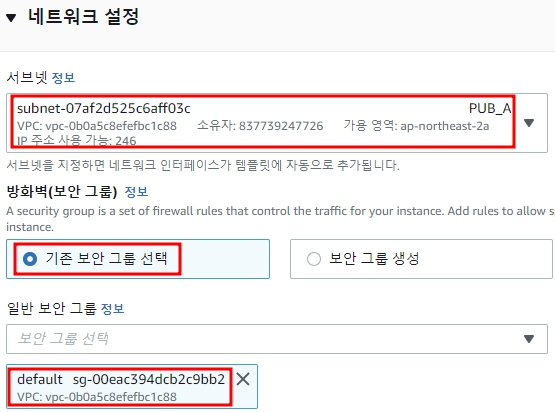 ▼ 네트워크 설정
서브넷 정보
subnet-07af2d525c6aff03c PUB_A
VPC: vpc-0b0a5c8efefbc1c88 소유자: 837739247726 가용 영역: ap-northeast-2a
IP 주소 사용 가능: 246
서브넷을 지정하면 네트워크 인터페이스가 템플릿에 자동으로 추가됩니다.
방화벽(보안 그룹) 정보
A security group is a set of firewall rules that control the traffic for your instance. Add rules to allow
instance.
기존 보안 그룹 선택 보안 그룹 생성
일반 보안 그룹 정보
보안 그룹 선택
default sg-00eac394dcb2c9bb2
VPC: vpc-0b0a5c8efefbc1c88